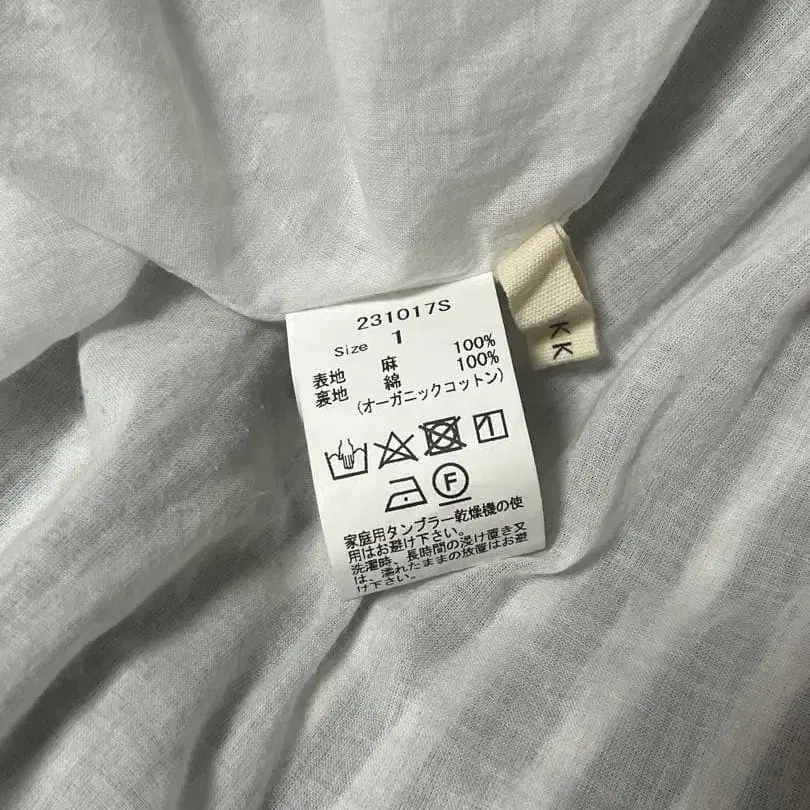 231017S
Size 1
表地 麻 100%
裏地 綿 100%
(オーガニックコットン)
F
家庭用タンブラー乾燥機の使
用はお避け下さい。
洗濯時、長時間の浸け置き又
は、濡れたままの放置はお避
け下さい。
KK